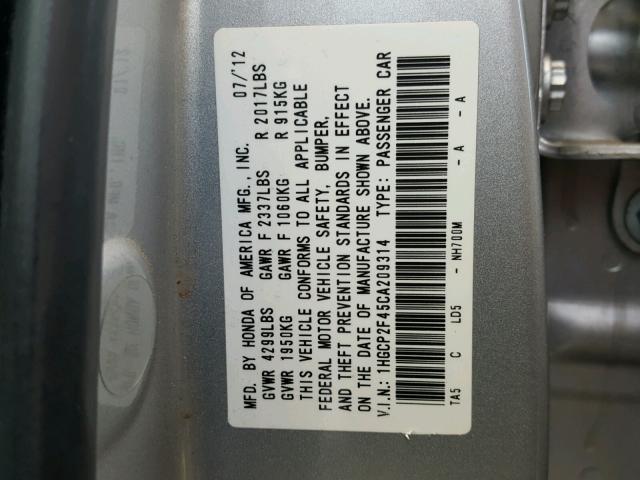 MFD. BY HONDA OF AMERICA MFG., INC. 07/'12
GVWR 4299LBS GAWR F 2337LBS R 2017LBS
GVWR 1950KG GAWR F 1060KG R 915KG
THIS VEHICLE CONFORMS TO ALL APPLICABLE
FEDERAL MOTOR VEHICLE SAFETY, BUMPER,
AND THEFT PREVENTION STANDARDS IN EFFECT
ON THE DATE OF MANUFACTURE SHOWN ABOVE.
V.I.N.: 1HGCP2F45CA209314 TYPE: PASSENGER CAR
TA5 C LD5 - NH700M - A - A